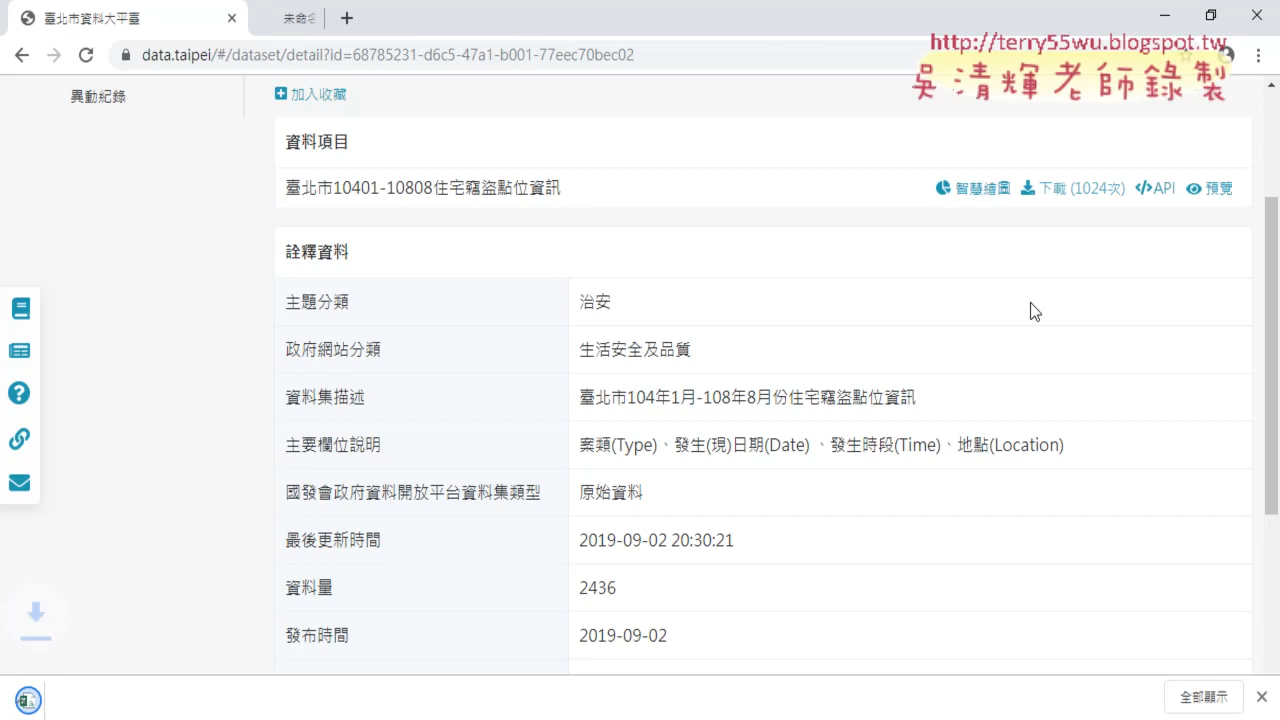 臺北市資料大平臺
未命名
data.taipei/#/dataset/detail?id=68785231-d6c5-47a1-b001-77eec70bec02
http://terry55wu.blogspot.tw
吳清輝老師錄製
異動紀錄
加入收藏
資料項目
臺北市10401-10808住宅竊盜點位資訊
智慧繪圖 下載 (1024次) API 預覽
詮釋資料
主題分類 治安
政府網站分類 生活安全及品質
資料集描述 臺北市104年1月-108年8月份住宅竊盜點位資訊
主要欄位說明 案類(Type)、發生(現)日期(Date) 、發生時段(Time)、地點(Location)
國發會政府資料開放平台資料集類型 原始資料
最後更新時間 2019-09-02 20:30:21
資料量 2436
發布時間 2019-09-02
全部顯示